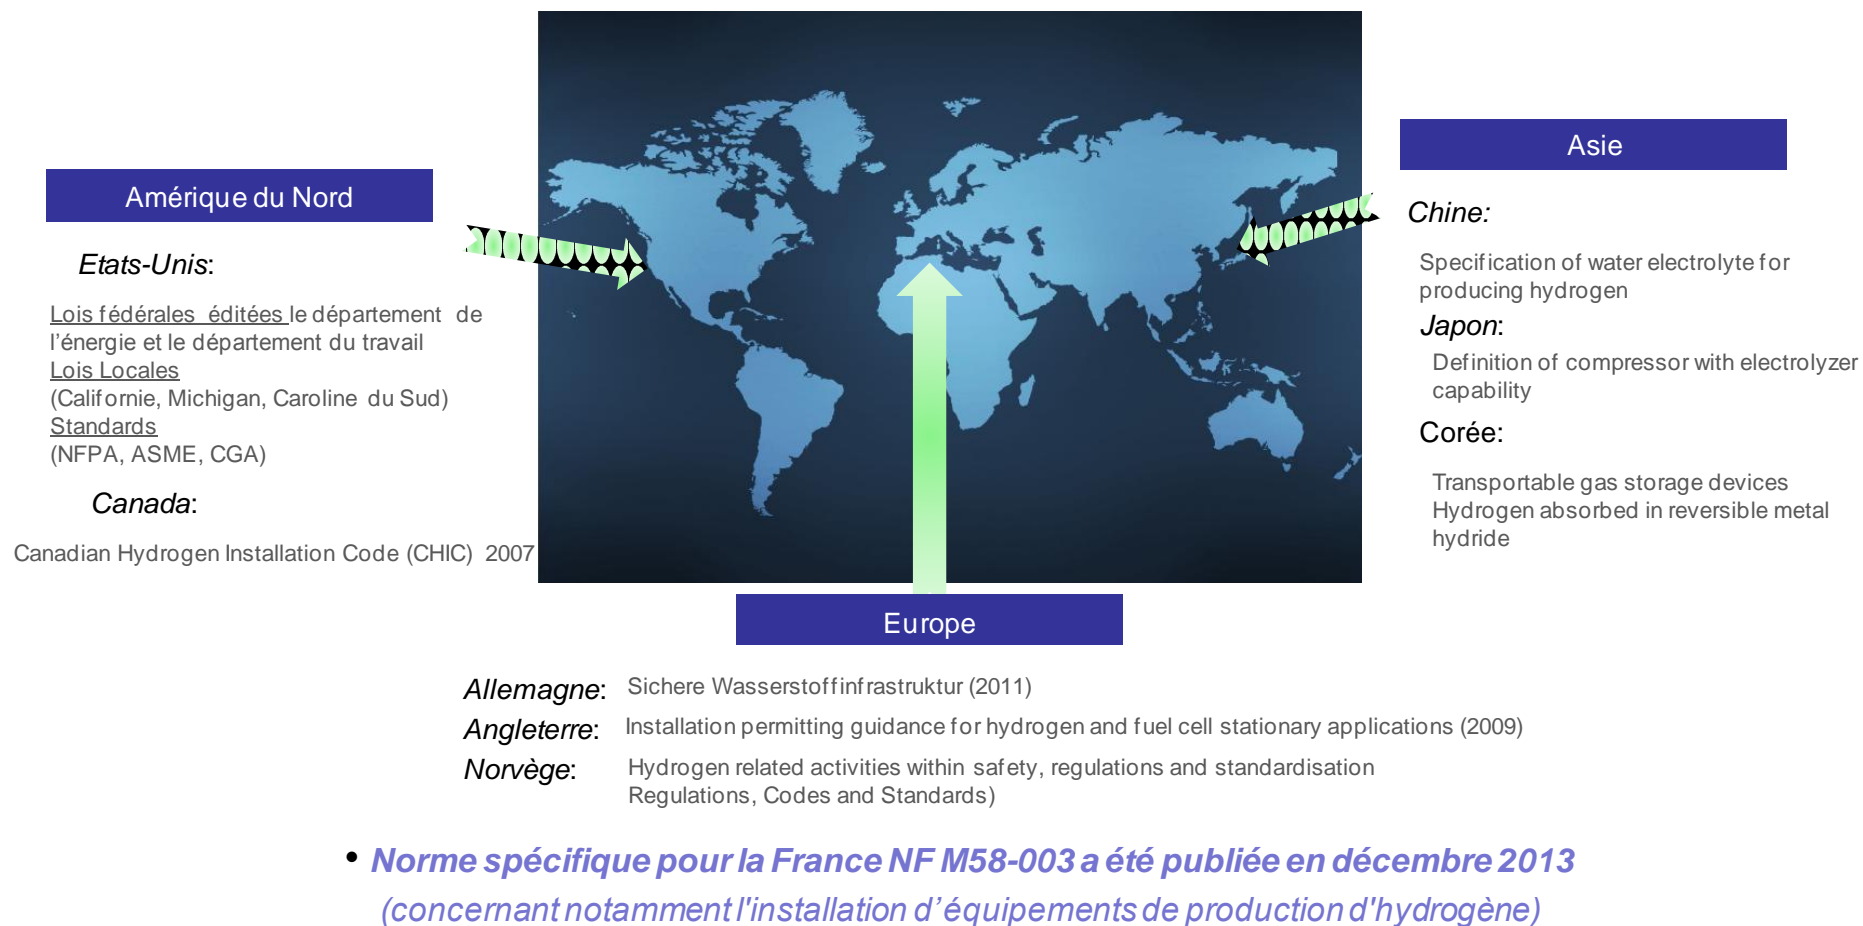 Amérique du Nord
Etats-Unis:
Lois fédérales éditées le département de
l’énergie et le département du travail
Lois Locales
(Californie, Michigan, Caroline du Sud)
Standards
(NFPA, ASME, CGA)
Canada:
Canadian Hydrogen Installation Code (CHIC) 2007
Asie
Chine:
Specification of water electrolyte for
producing hydrogen
Japon:
Definition of compressor with electrolyzer
capability
Corée:
Transportable gas storage devices
Hydrogen absorbed in reversible metal
hydride
Europe
Allemagne: Sichere Wasserstoffinfrastruktur (2011)
Angleterre: Installation permitting guidance for hydrogen and fuel cell stationary applications (2009)
Norvège: Hydrogen related activities within safety, regulations and standardisation
Regulations, Codes and Standards)
• Norme spécifique pour la France NF M58-003 a été publiée en décembre 2013
(concernant notamment l'installation d’équipements de production d'hydrogène)